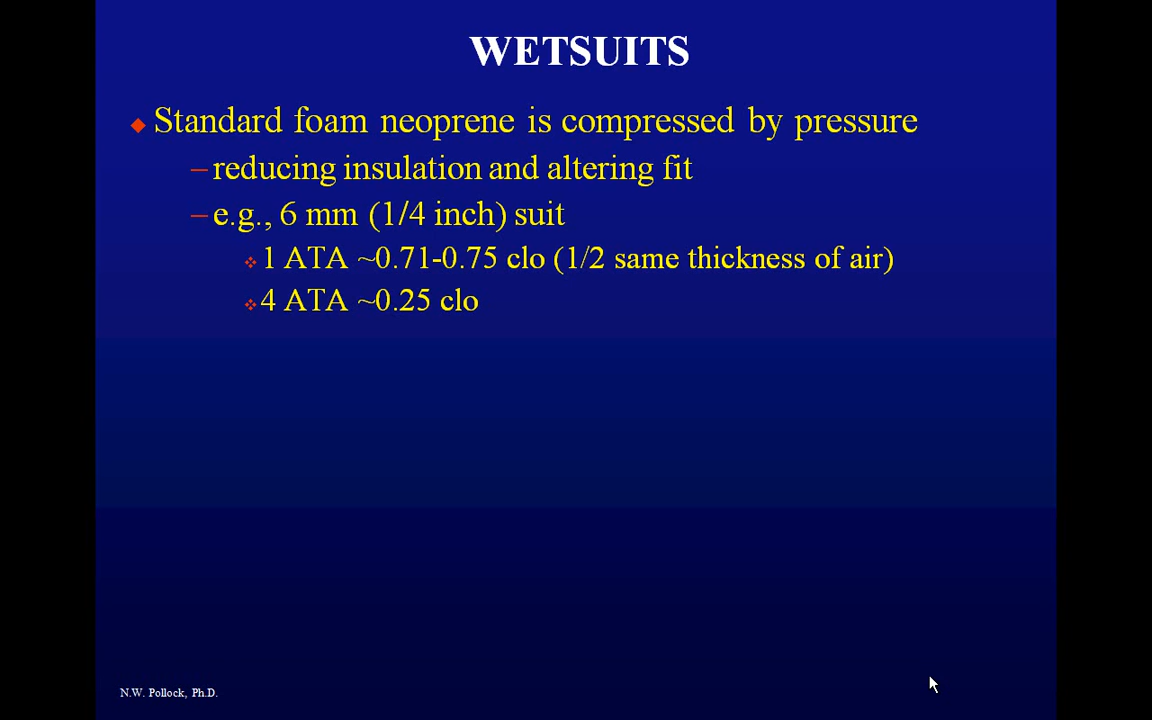 WETSUITS
Standard foam neoprene is compressed by pressure
–reducing insulation and altering fit
–e.g., 6 mm (1/4 inch) suit
1 ATA ~0.71-0.75 clo (1/2 same thickness of air)
4 ATA ~0.25 clo
N.W. Pollock, Ph.D.